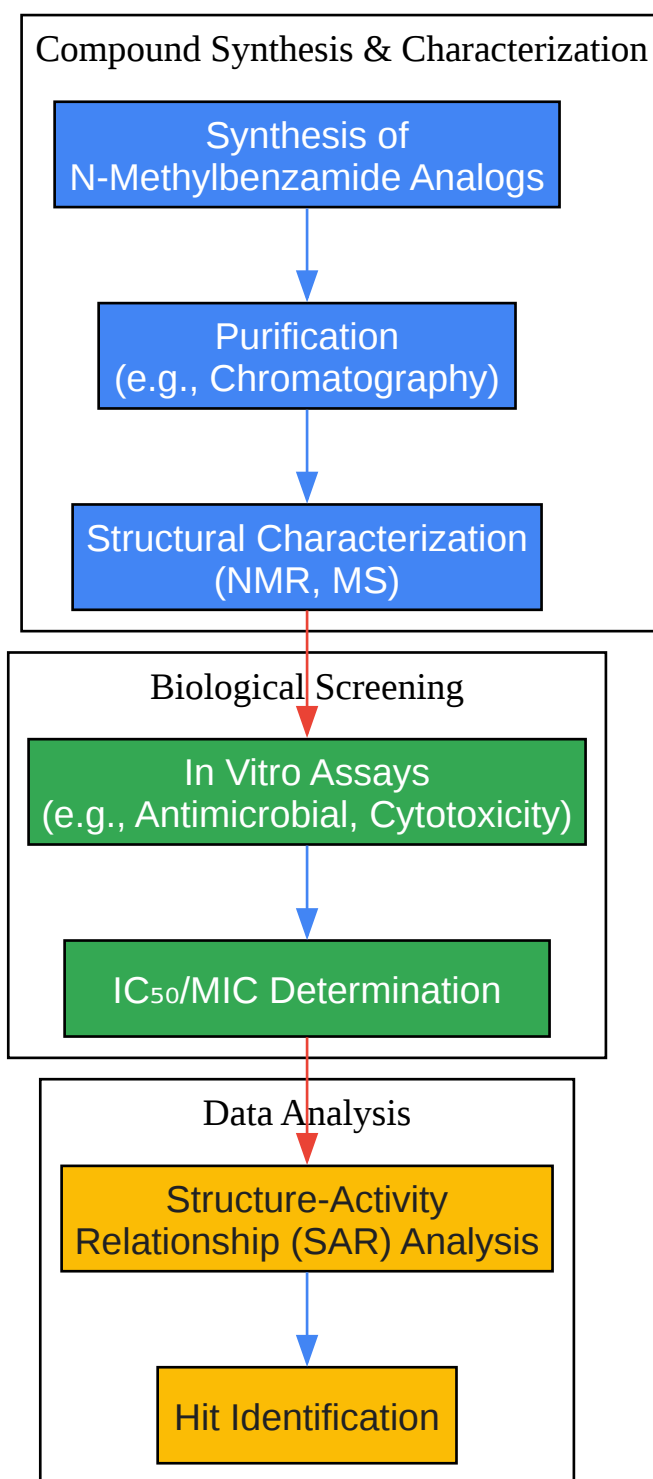 Compound Synthesis & Characterization
Synthesis of
N-Methylbenzamide Analogs
Purification
(e.g., Chromatography)
Structural Characterization
(NMR, MS)
Biological Screening
In Vitro Assays
(e.g., Antimicrobial, Cytotoxicity)
IC₅₀/MIC Determination
Data Analysis
Structure-Activity
Relationship (SAR) Analysis
Hit Identification